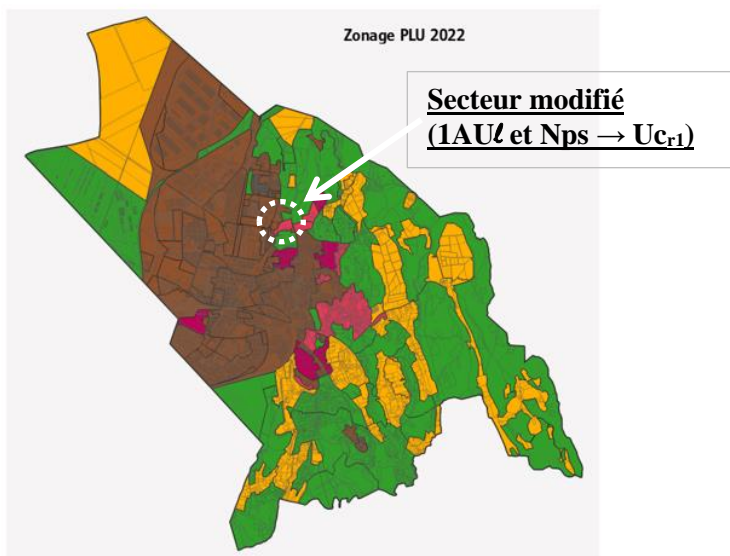 Zonage PLU 2022
Secteur modifié
(1AUℓ et Nps → Ucr1)